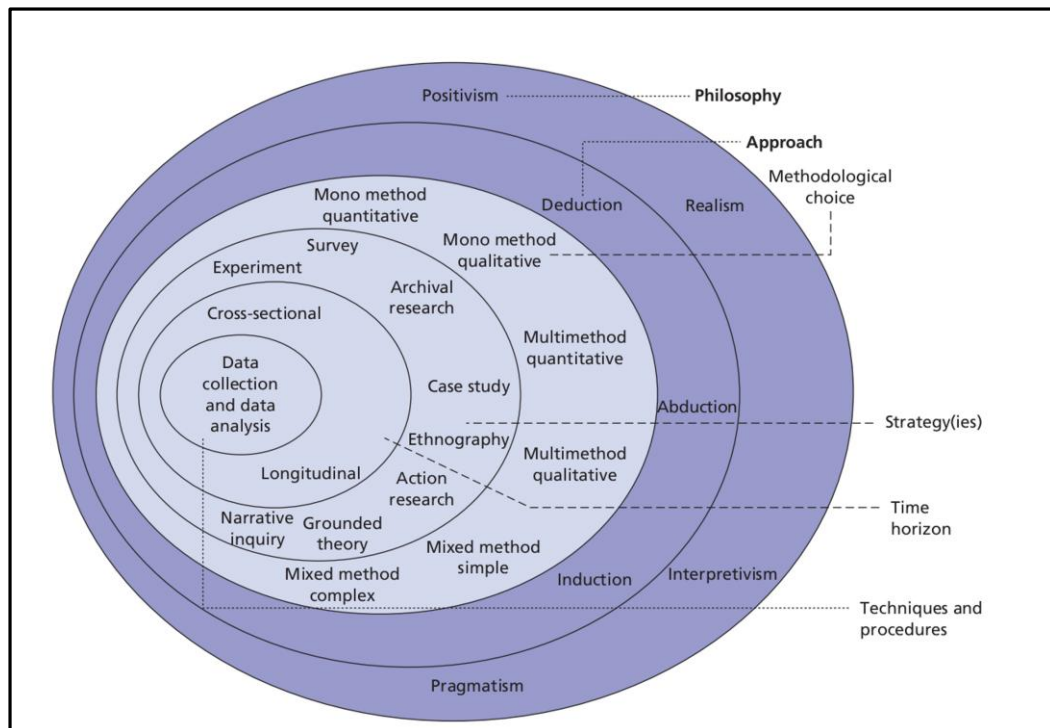 Positivism
Philosophy
Approach
Methodological
choice
Deduction
Realism
Mono method
quantitative
Mono method
qualitative
Survey
Experiment
Archival
research
Cross-sectional
Multimethod
quantitative
Data
collection
and data
analysis
Case study
Abduction
Strategy(ies)
Ethnography
Multimethod
qualitative
Longitudinal
Action
research
Time
horizon
Narrative
inquiry
Grounded
theory
Mixed method
simple
Mixed method
complex
Induction
Interpretivism
Techniques and
procedures
Pragmatism